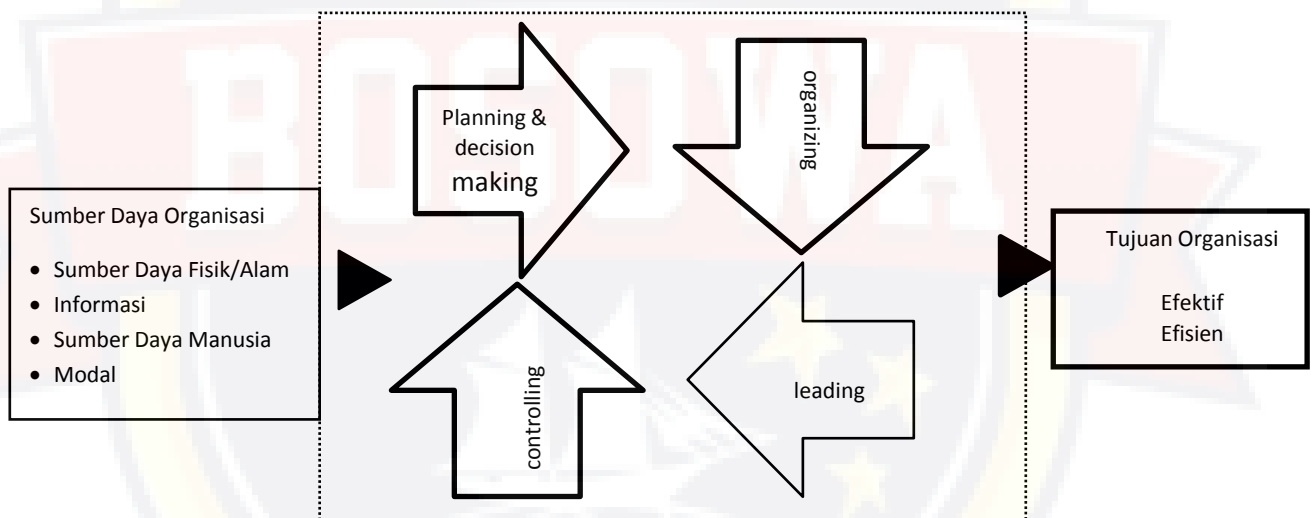 BOSOWA
Planning &
decision
making
organizing
Sumber Daya Organisasi
• Sumber Daya Fisik/Alam
• Informasi
• Sumber Daya Manusia
• Modal
Tujuan Organisasi
Efektif
Efisien
controlling
leading